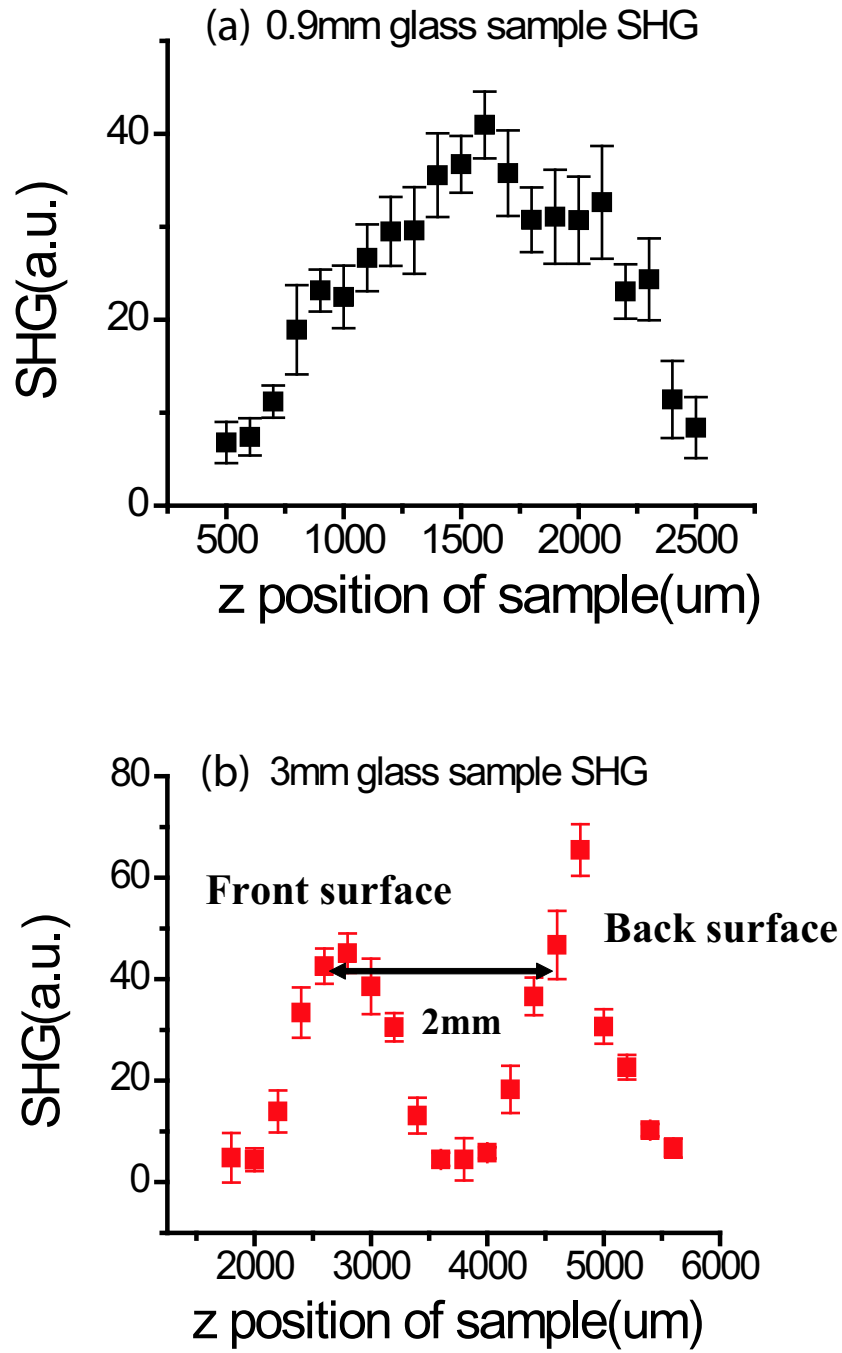 (a) 0.9mm glass sample SHG
SHG(a.u.)
40
20
0
500 1000 1500 2000 2500
z position of sample(um)
(b) 3mm glass sample SHG
SHG(a.u.)
80
60
40
20
0
Front surface
Back surface
2mm
2000 3000 4000 5000 6000
z position of sample(um)